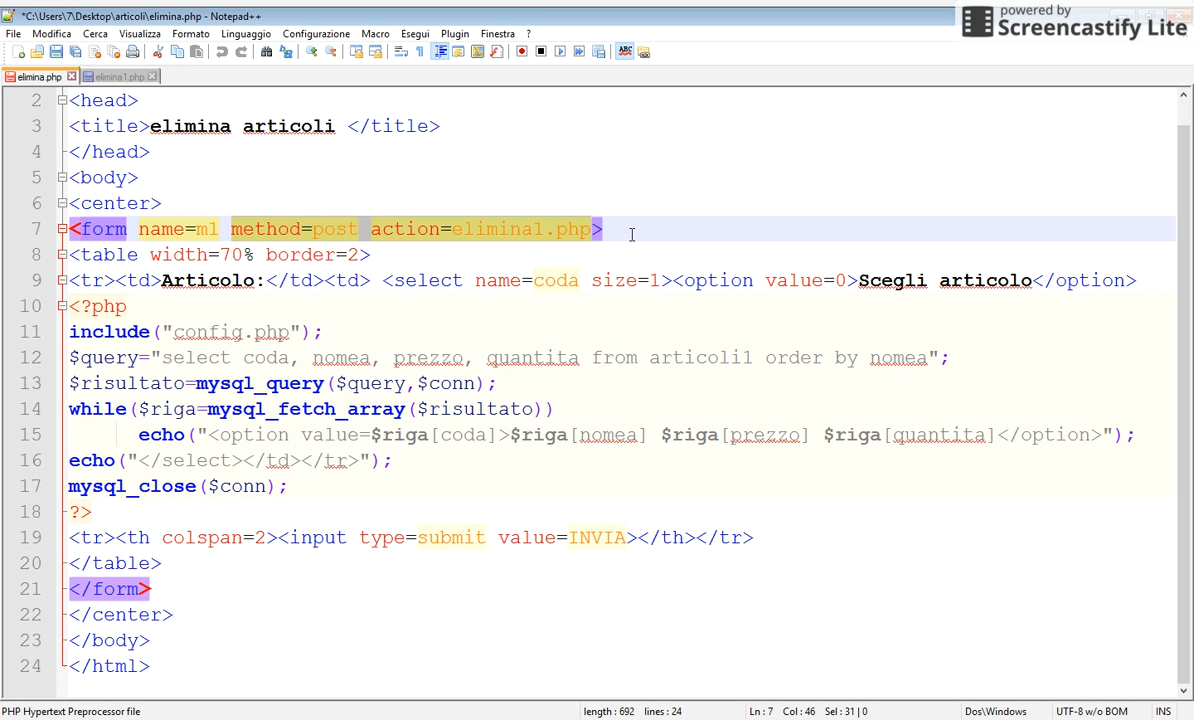 *C:\Users\7\Desktop\articoli\elimina.php - Notepad++
powered by
Screencastify Lite
File Modifica Cerca Visualizza Formato Linguaggio Configurazione Macro Esegui Plugin Finestra ?
ABC
elimina.php elimina1.php
2 <head>
3 <title>elimina articoli </title>
4 </head>
5 <body>
6 <center>
7 <form name=m1 method=post action=elimina1.php>
8 <table width=70% border=2>
9 <tr><td>Articolo:</td><td> <select name=coda size=1><option value=0>Scegli articolo</option>
10 <?php
11 include("config.php");
12 $query="select coda, nomea, prezzo, quantita from articoli1 order by nomea";
13 $risultato=mysql_query($query,$conn);
14 while($riga=mysql_fetch_array($risultato))
15 echo("<option value=$riga[coda]>$riga[nomea] $riga[prezzo] $riga[quantita]</option>");
16 echo("</select></td></tr>");
17 mysql_close($conn);
18 ?>
19 <tr><th colspan=2><input type=submit value=INVIA></th></tr>
20 </table>
21 </form>
22 </center>
23 </body>
24 </html>
PHP Hypertext Preprocessor file length : 692 lines : 24 Ln : 7 Col : 46 Sel : 31 | 0 Dos\Windows UTF-8 w/o BOM INS